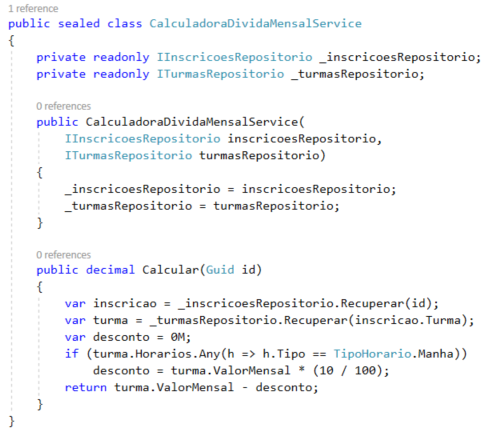 1 reference
public sealed class CalculadoraDividaMensalService
{
private readonly IInscricoesRepositorio _inscricoesRepositorio;
private readonly ITurmasRepositorio _turmasRepositorio;
0 references
public CalculadoraDividaMensalService(
IInscricoesRepositorio inscricoesRepositorio,
ITurmasRepositorio turmasRepositorio)
{
_inscricoesRepositorio = inscricoesRepositorio;
_turmasRepositorio = turmasRepositorio;
}
0 references
public decimal Calcular(Guid id)
{
var inscricao = _inscricoesRepositorio.Recuperar(id);
var turma = _turmasRepositorio.Recuperar(inscricao.Turma);
var desconto = 0M;
if (turma.Horarios.Any(h => h.Tipo == TipoHorario.Manha))
desconto = turma.ValorMensal * (10 / 100);
return turma.ValorMensal - desconto;
}
}